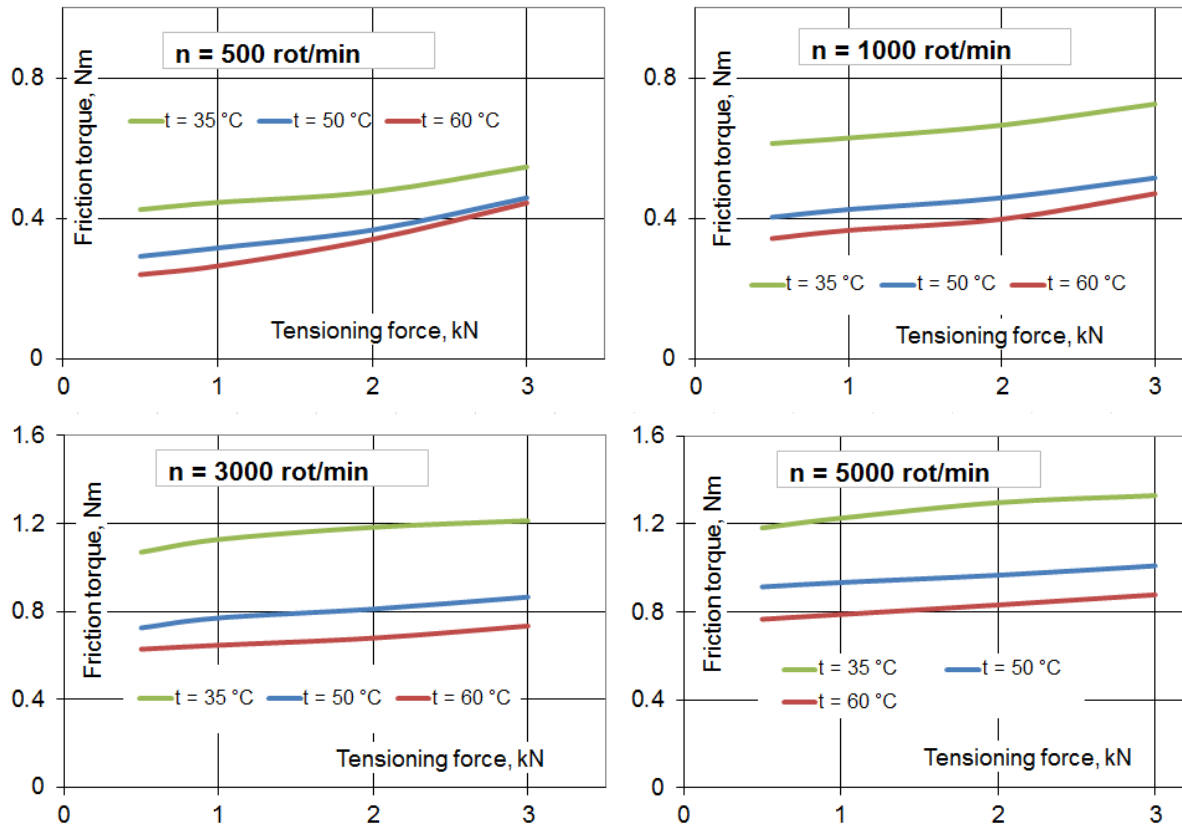 n = 500 rot/min
Friction torque, Nm
0.8
0.4
0
t = 35 °C t = 50 °C t = 60 °C
Tensioning force, kN
0 1 2 3
n = 1000 rot/min
Friction torque, Nm
0.8
0.4
0
t = 35 °C t = 50 °C t = 60 °C
Tensioning force, kN
0 1 2 3
n = 3000 rot/min
Friction torque, Nm
1.6
1.2
0.8
0.4
0
t = 35 °C t = 50 °C t = 60 °C
Tensioning force, kN
0 1 2 3
n = 5000 rot/min
Friction torque, Nm
1.6
1.2
0.8
0.4
0
t = 35 °C t = 50 °C
t = 60 °C
Tensioning force, kN
0 1 2 3